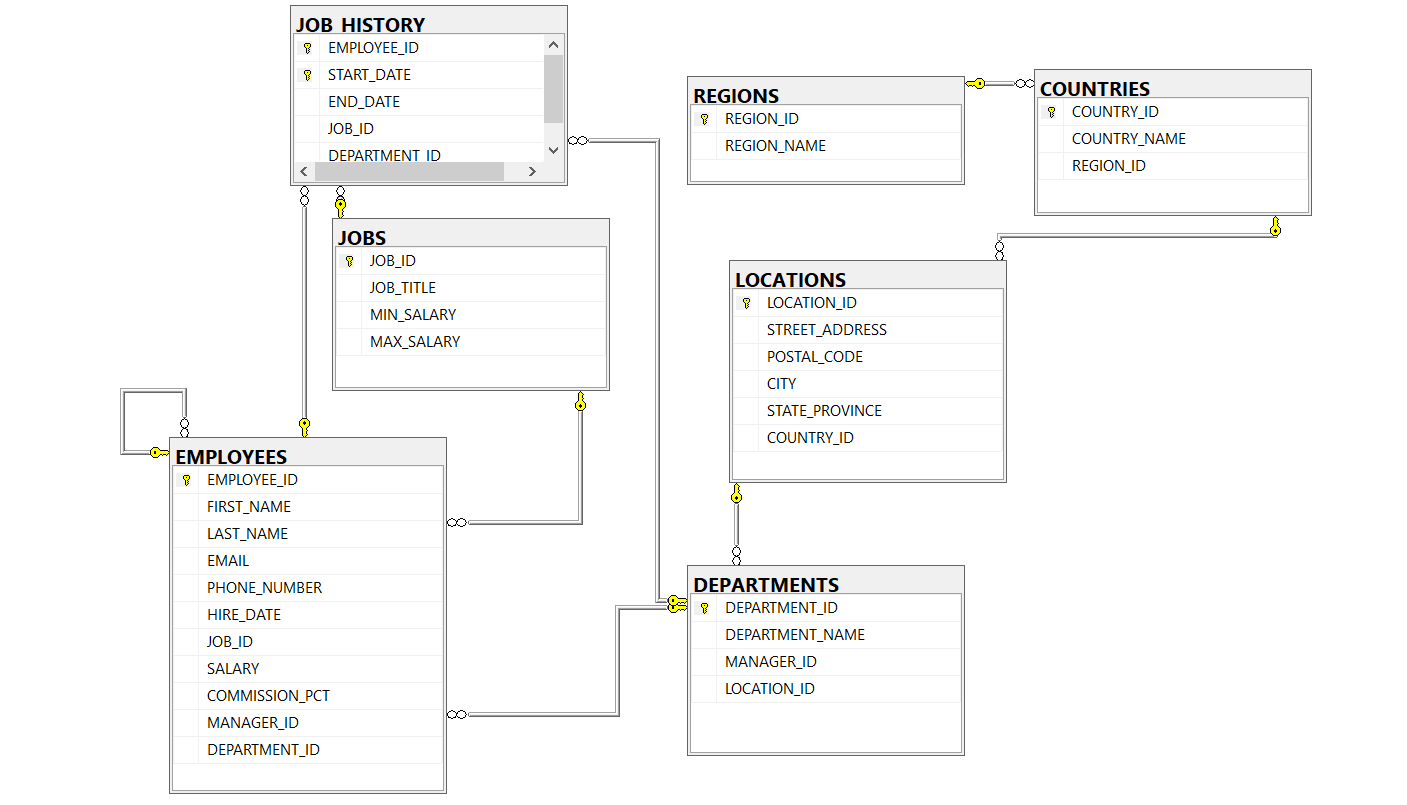 JOB_HISTORY
EMPLOYEE_ID
START_DATE
END_DATE
JOB_ID
DEPARTMENT_ID
REGIONS
REGION_ID
REGION_NAME
COUNTRIES
COUNTRY_ID
COUNTRY_NAME
REGION_ID
JOBS
JOB_ID
JOB_TITLE
MIN_SALARY
MAX_SALARY
LOCATIONS
LOCATION_ID
STREET_ADDRESS
POSTAL_CODE
CITY
STATE_PROVINCE
COUNTRY_ID
EMPLOYEES
EMPLOYEE_ID
FIRST_NAME
LAST_NAME
EMAIL
PHONE_NUMBER
HIRE_DATE
JOB_ID
SALARY
COMMISSION_PCT
MANAGER_ID
DEPARTMENT_ID
DEPARTMENTS
DEPARTMENT_ID
DEPARTMENT_NAME
MANAGER_ID
LOCATION_ID